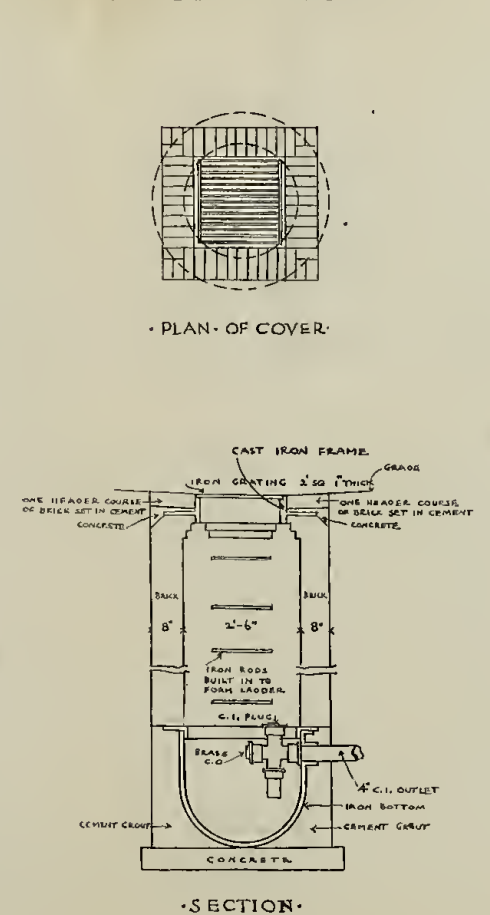 · PLAN · OF COVER ·
CAST IRON FRAME
IRON GRATING 2' SQ 1" THICK
GRADE
ONE HEADER COURSE
OF BRICK SET IN CEMENT
CONCRETE
ONE HEADER COURSE
OF BRICK SET IN CEMENT
CONCRETE
BRICK
8"
2'-6"
BRICK
8"
IRON RODS
BUILT IN TO
FORM LADDER
C.I. PLUG
BRASS
C.O
4" C.I. OUTLET
IRON BOTTOM
CEMENT GROUT
CEMENT GROUT
CONCRETE
· SECTION ·